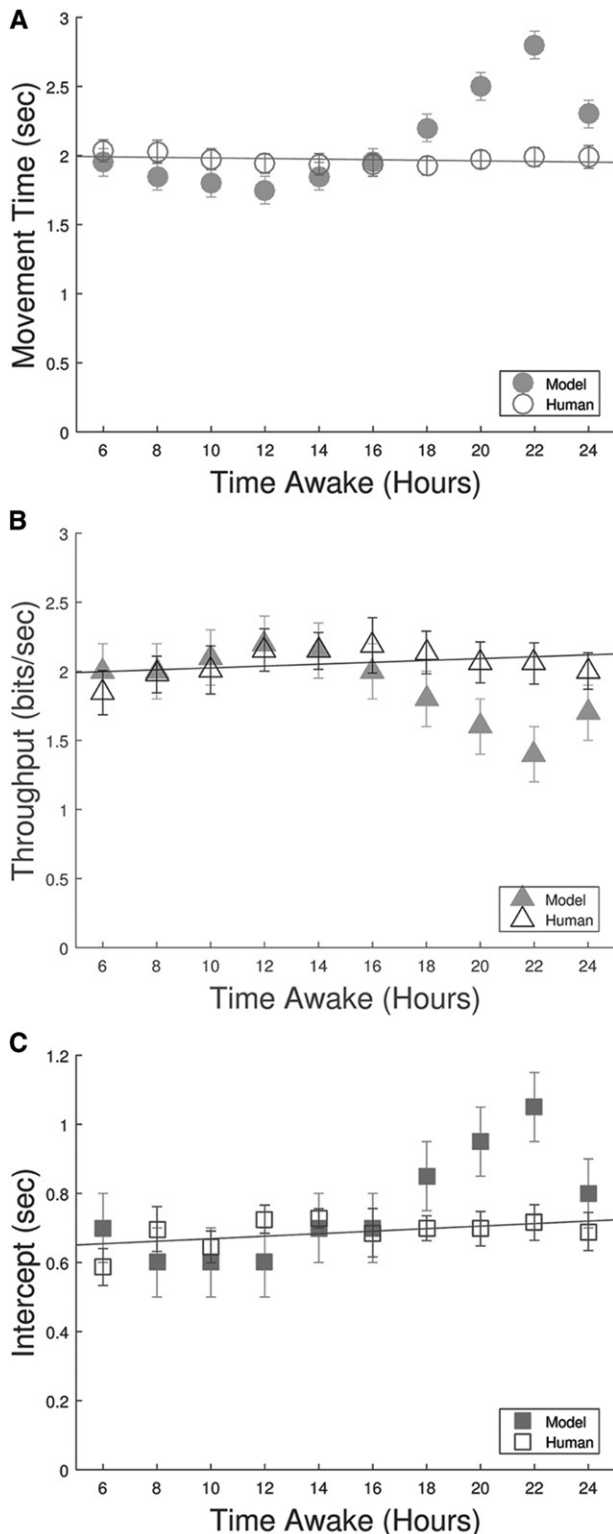 A
3
2.5
2
1.5
1
0.5
0
Movement Time (sec)
Model
Human
6 8 10 12 14 16 18 20 22 24
Time Awake (Hours)
B
3
2.5
2
1.5
1
0.5
0
Throughput (bits/sec)
Model
Human
6 8 10 12 14 16 18 20 22 24
Time Awake (Hours)
C
1.2
1
0.8
0.6
0.4
0.2
0
Intercept (sec)
Model
Human
6 8 10 12 14 16 18 20 22 24
Time Awake (Hours)